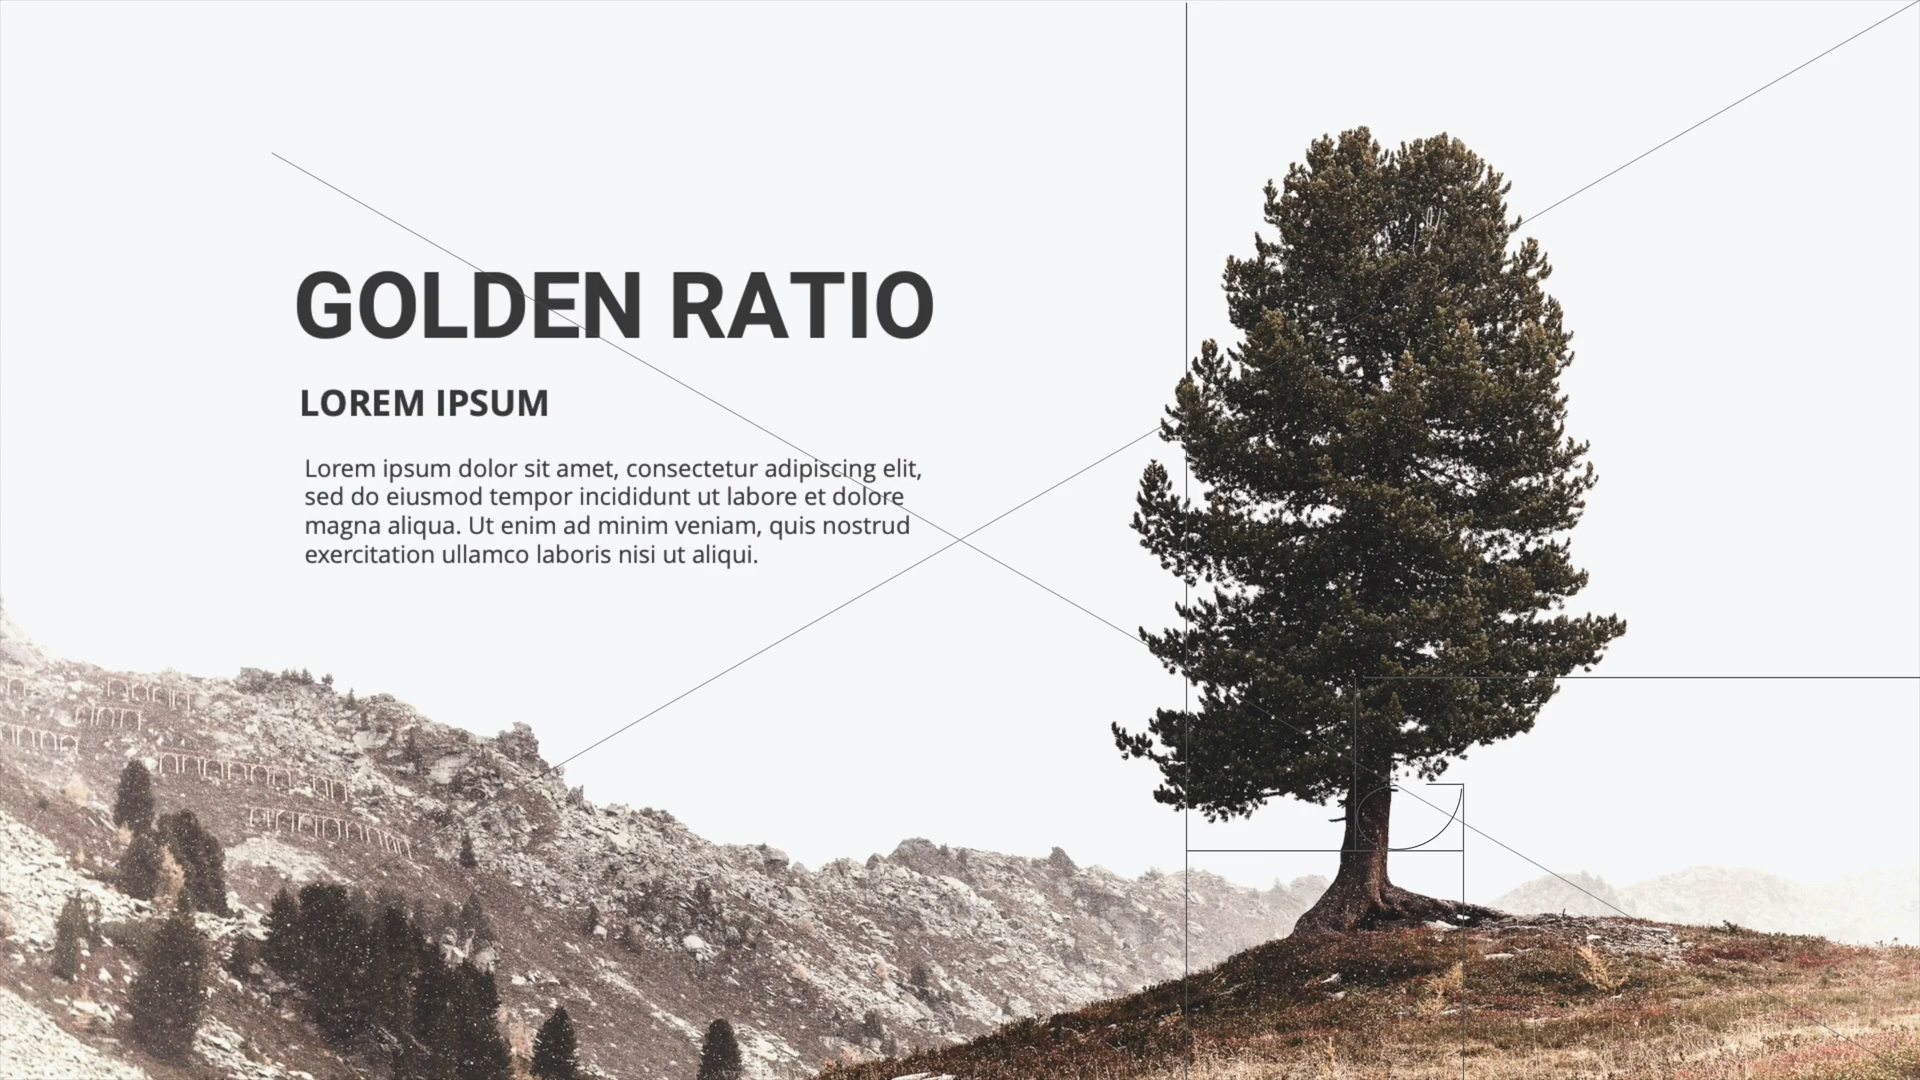 GOLDEN RATIO
LOREM IPSUM
Lorem ipsum dolor sit amet, consectetur adipiscing elit,
sed do eiusmod tempor incididunt ut labore et dolore
magna aliqua. Ut enim ad minim veniam, quis nostrud
exercitation ullamco laboris nisi ut aliqui.